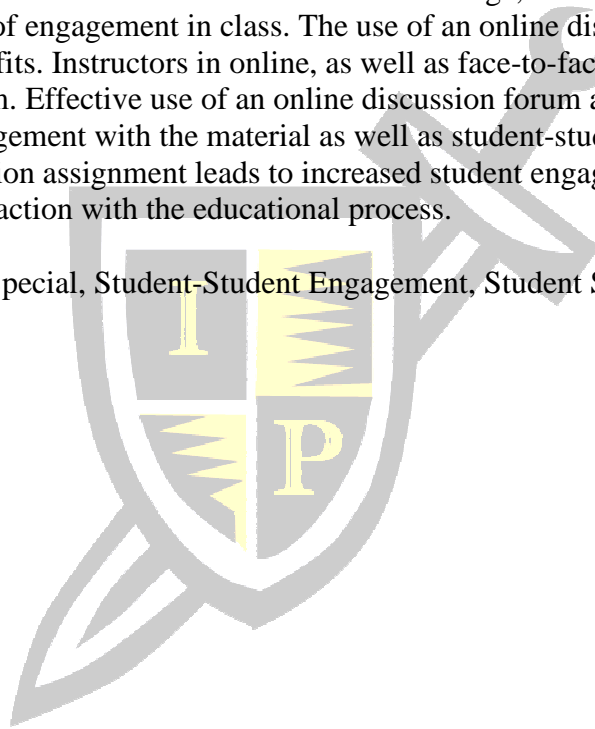 of engagement in class. The use of an online dis
fits. Instructors in online, as well as face-to-fac
n. Effective use of an online discussion forum a
gement with the material as well as student-stu
ion assignment leads to increased student engag
action with the educational process.
pecial, Student-Student Engagement, Student S
I
P